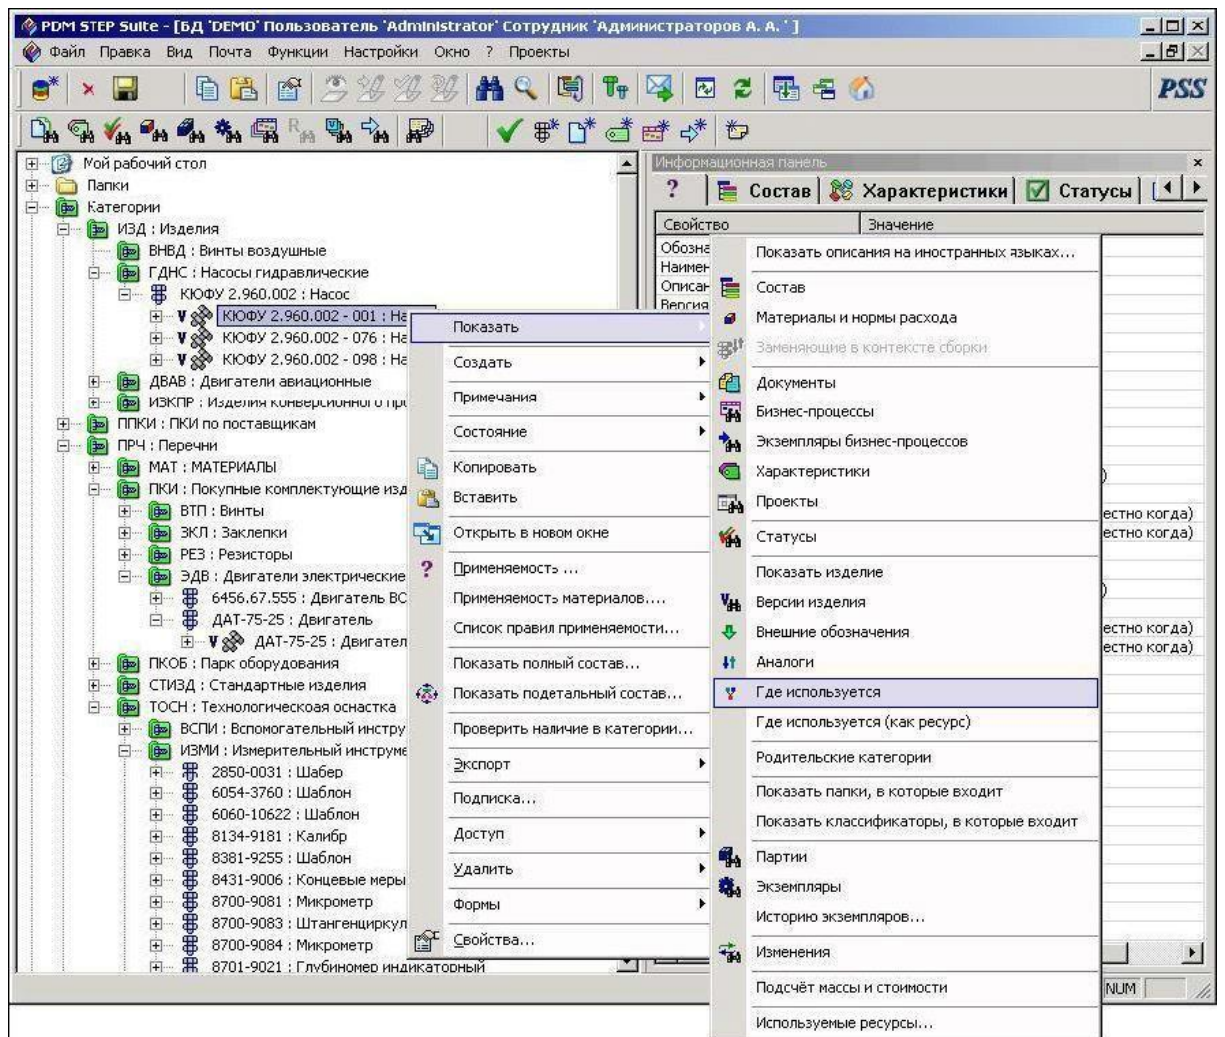 PDM STEP Suite - [БД 'DEMO' Пользователь 'Administrator' Сотрудник 'Администраторов А. А. ' ]
Файл Правка Вид Почта Функции Настройки Окно ? Проекты
PSS
Мой рабочий стол
Папки
Категории
ИЗД : Изделия
ВНВД : Винты воздушные
ГДНС : Насосы гидравлические
КЮФУ 2.960.002 : Насос
КЮФУ 2.960.002 - 001 : На
КЮФУ 2.960.002 - 076 : На
КЮФУ 2.960.002 - 098 : На
ДВАВ : Двигатели авиационные
ИЗКПР : Изделия конверсионного про
ППКИ : ПКИ по поставщикам
ПРЧ : Перечни
МАТ : МАТЕРИАЛЫ
ПКИ : Покупные комплектующие изд
ВТП : Винты
ЗКЛ : Заклепки
РЕЗ : Резисторы
ЭДВ : Двигатели электрические
6456.67.555 : Двигатель ВС
ДАТ-75-25 : Двигатель
ДАТ-75-25 : Двигател
ПКОБ : Парк оборудования
СТИЗД : Стандартные изделия
ТОСН : Технологическоая оснастка
ВСПИ : Вспомогательный инстру
ИЗМИ : Измерительный инструме
2850-0031 : Шабер
6054-3760 : Шаблон
6060-10622 : Шаблон
8134-9181 : Калибр
8381-9255 : Шаблон
8431-9006 : Концевые меры
8700-9081 : Микрометр
8700-9083 : Штангенциркул
8700-9084 : Микрометр
8701-9021 : Глубиномер индикаторный
Показать
Создать
Примечания
Состояние
Копировать
Вставить
Открыть в новом окне
Применяемость ...
Применяемость материалов....
Список правил применяемости...
Показать полный состав...
Показать подетальный состав...
Проверить наличие в категории...
Экспорт
Подписка...
Доступ
Удалить
Формы
Свойства...
Информационная панель
? Состав Характеристики Статусы
Свойство Значение
Обозна
Наимен
Описан
Версия
Показать описания на иностранных языках...
Состав
Материалы и нормы расхода
Заменяющие в контексте сборки
Документы
Бизнес-процессы
Экземпляры бизнес-процессов
Характеристики
Проекты
Статусы
Показать изделие
Версии изделия
Внешние обозначения
Аналоги
Где используется
Где используется (как ресурс)
Родительские категории
Показать папки, в которые входит
Показать классификаторы, в которые входит
Партии
Экземпляры
Историю экземпляров...
Изменения
Подсчёт массы и стоимости
Используемые ресурсы...
)
естно когда)
естно когда)
)
естно когда)
естно когда)
NUM